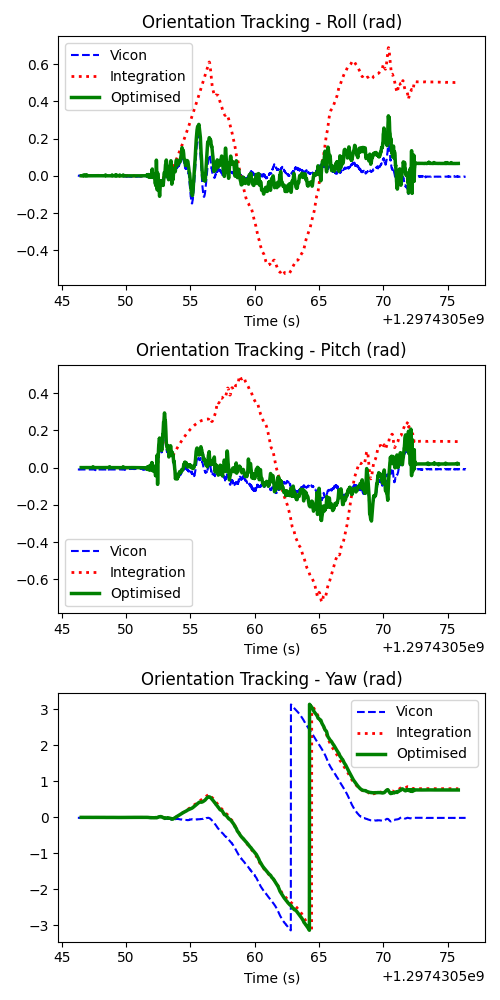 Orientation Tracking - Roll (rad)
Vicon
Integration
Optimised
0.6
0.4
0.2
0.0
−0.2
−0.4
45 50 55 60 65 70 75
Time (s)
+1.2974305e9
Orientation Tracking - Pitch (rad)
0.4
0.2
0.0
−0.2
−0.4
−0.6
Vicon
Integration
Optimised
45 50 55 60 65 70 75
Time (s)
+1.2974305e9
Orientation Tracking - Yaw (rad)
Vicon
Integration
Optimised
3
2
1
0
−1
−2
−3
45 50 55 60 65 70 75
Time (s)
+1.2974305e9